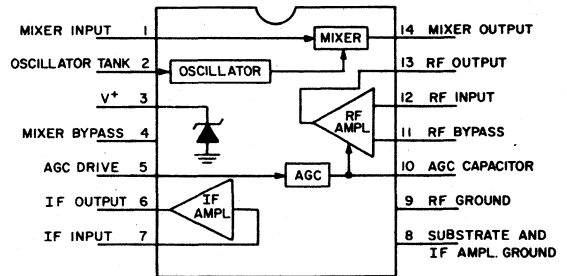 MIXER INPUT 1
MIXER
14 MIXER OUTPUT
OSCILLATOR TANK 2
OSCILLATOR
13 RF OUTPUT
V+ 3
RF AMPL
12 RF INPUT
MIXER BYPASS 4
11 RF BYPASS
AGC DRIVE 5
AGC
10 AGC CAPACITOR
IF OUTPUT 6
IF AMPL
9 RF GROUND
IF INPUT 7
8 SUBSTRATE AND
IF AMPL. GROUND